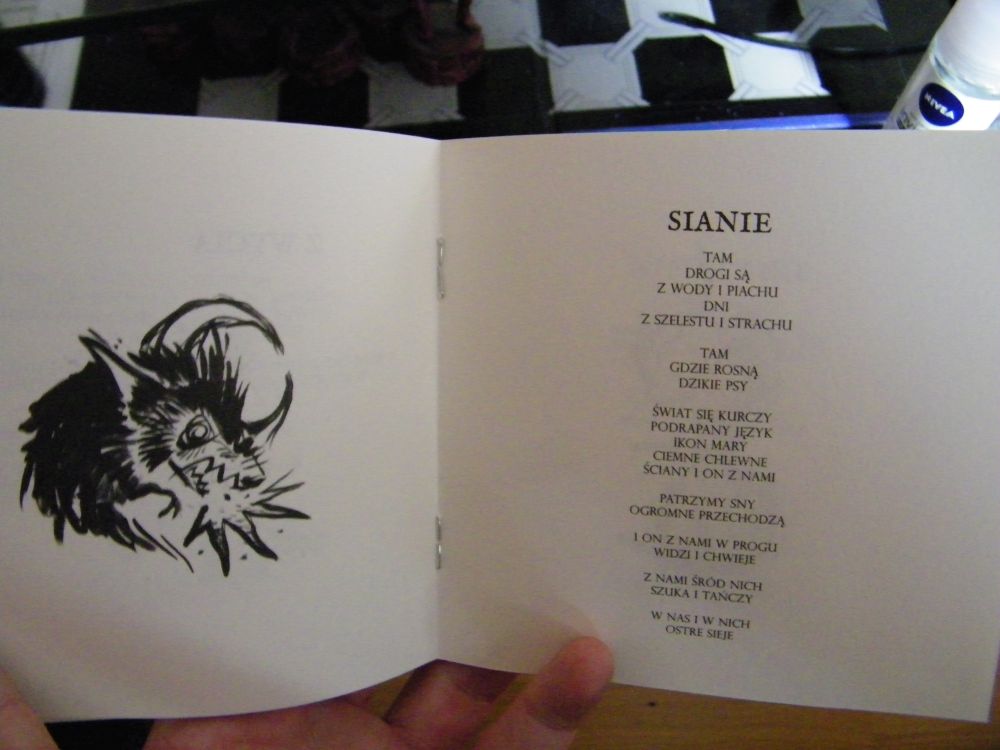 NIVEA
SIANIE
TAM
DROGI SĄ
Z WODY I PIACHU
DNI
Z SZELESTU I STRACHU
TAM
GDZIE ROSNĄ
DZIKIE PSY
ŚWIAT SIĘ KURCZY
PODRAPANY JĘZYK
IKON MARY
CIEMNE CHLEWNE
ŚCIANY I ON Z NAMI
PATRZYMY SNY
OGROMNE PRZECHODZĄ
I ON Z NAMI W PROGU
WIDZI I CHWIEJE
Z NAMI ŚRÓD NICH
SZUKA I TAŃCZY
W NAS I W NICH
OSTRE SIEJE